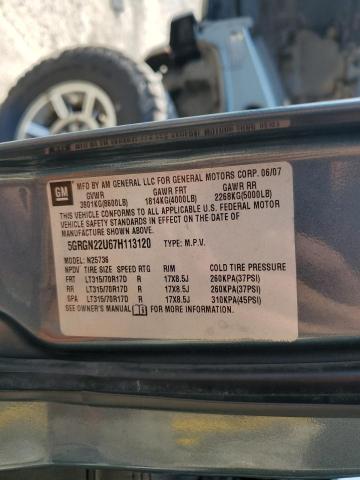 GM
MFD BY AM GENERAL LLC FOR GENERAL MOTORS CORP. 06/07
GVWR GAWR FRT GAWR RR
3901KG(8600LB) 1814KG(4000LB) 2268KG(5000LB)
THIS VEHICLE CONFORMS TO ALL APPLICABLE U.S. FEDERAL MOTOR
VEHICLE SAFETY STANDARDS IN EFFECT ON THE DATE OF
MANUFACTURE SHOWN ABOVE.
5GRGN22U67H113120 TYPE: M.P.V.
MODEL: N25736
NPDV TIRE SIZE SPEED RTG RIM COLD TIRE PRESSURE
FRT LT315/70R17D R 17X8.5J 260KPA(37PSI)
RR LT315/70R17D R 17X8.5J 260KPA(37PSI)
SPA LT315/70R17D R 17X8.5J 310KPA(45PSI)
SEE OWNER'S MANUAL FOR MORE INFORMATION